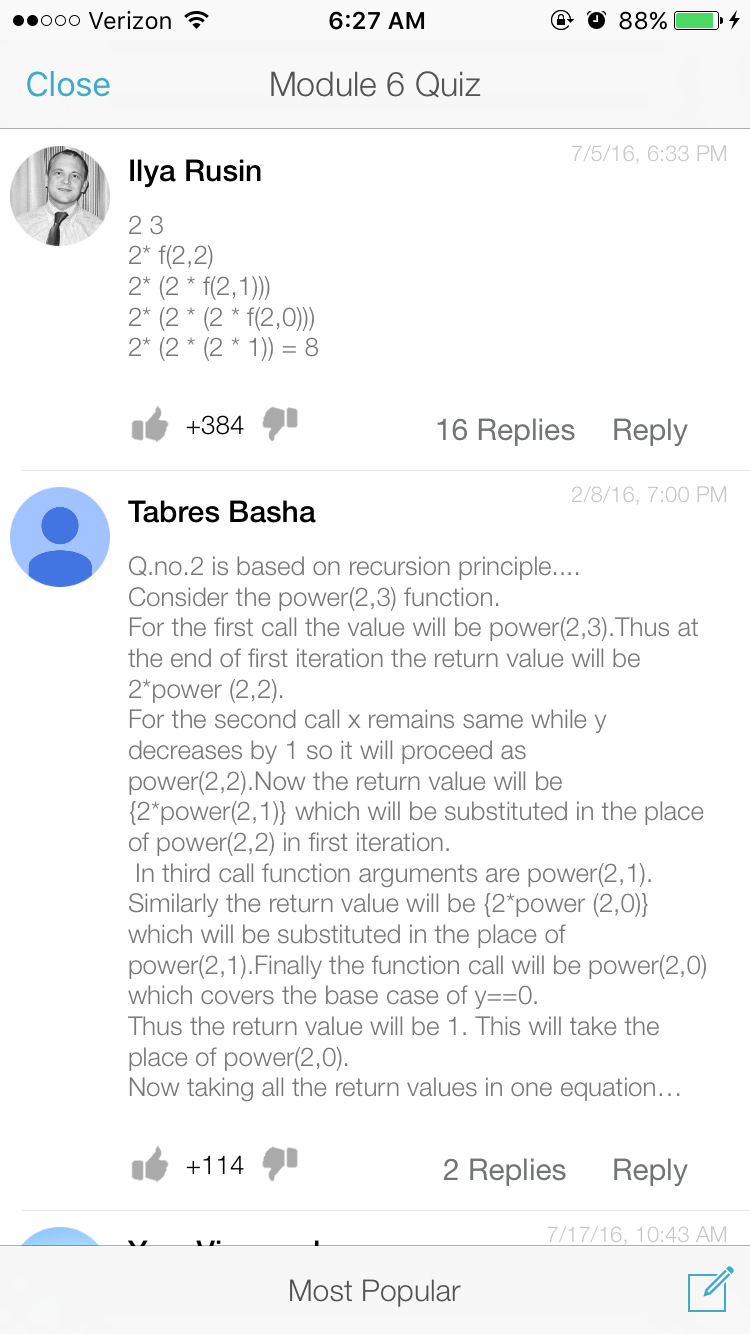 Verizon 6:27 AM 88%
Close Module 6 Quiz
7/5/16, 6:33 PM
Ilya Rusin
2 3
2* f(2,2)
2* (2 * f(2,1)))
2* (2 * (2 * f(2,0)))
2* (2 * (2 * 1)) = 8
+384 16 Replies Reply
2/8/16, 7:00 PM
Tabres Basha
Q.no.2 is based on recursion principle....
Consider the power(2,3) function.
For the first call the value will be power(2,3).Thus at
the end of first iteration the return value will be
2*power (2,2).
For the second call x remains same while y
decreases by 1 so it will proceed as
power(2,2).Now the return value will be
{2*power(2,1)} which will be substituted in the place
of power(2,2) in first iteration.
In third call function arguments are power(2,1).
Similarly the return value will be {2*power (2,0)}
which will be substituted in the place of
power(2,1).Finally the function call will be power(2,0)
which covers the base case of y==0.
Thus the return value will be 1. This will take the
place of power(2,0).
Now taking all the return values in one equation...
+114 2 Replies Reply
7/17/16, 10:43 AM
Most Popular